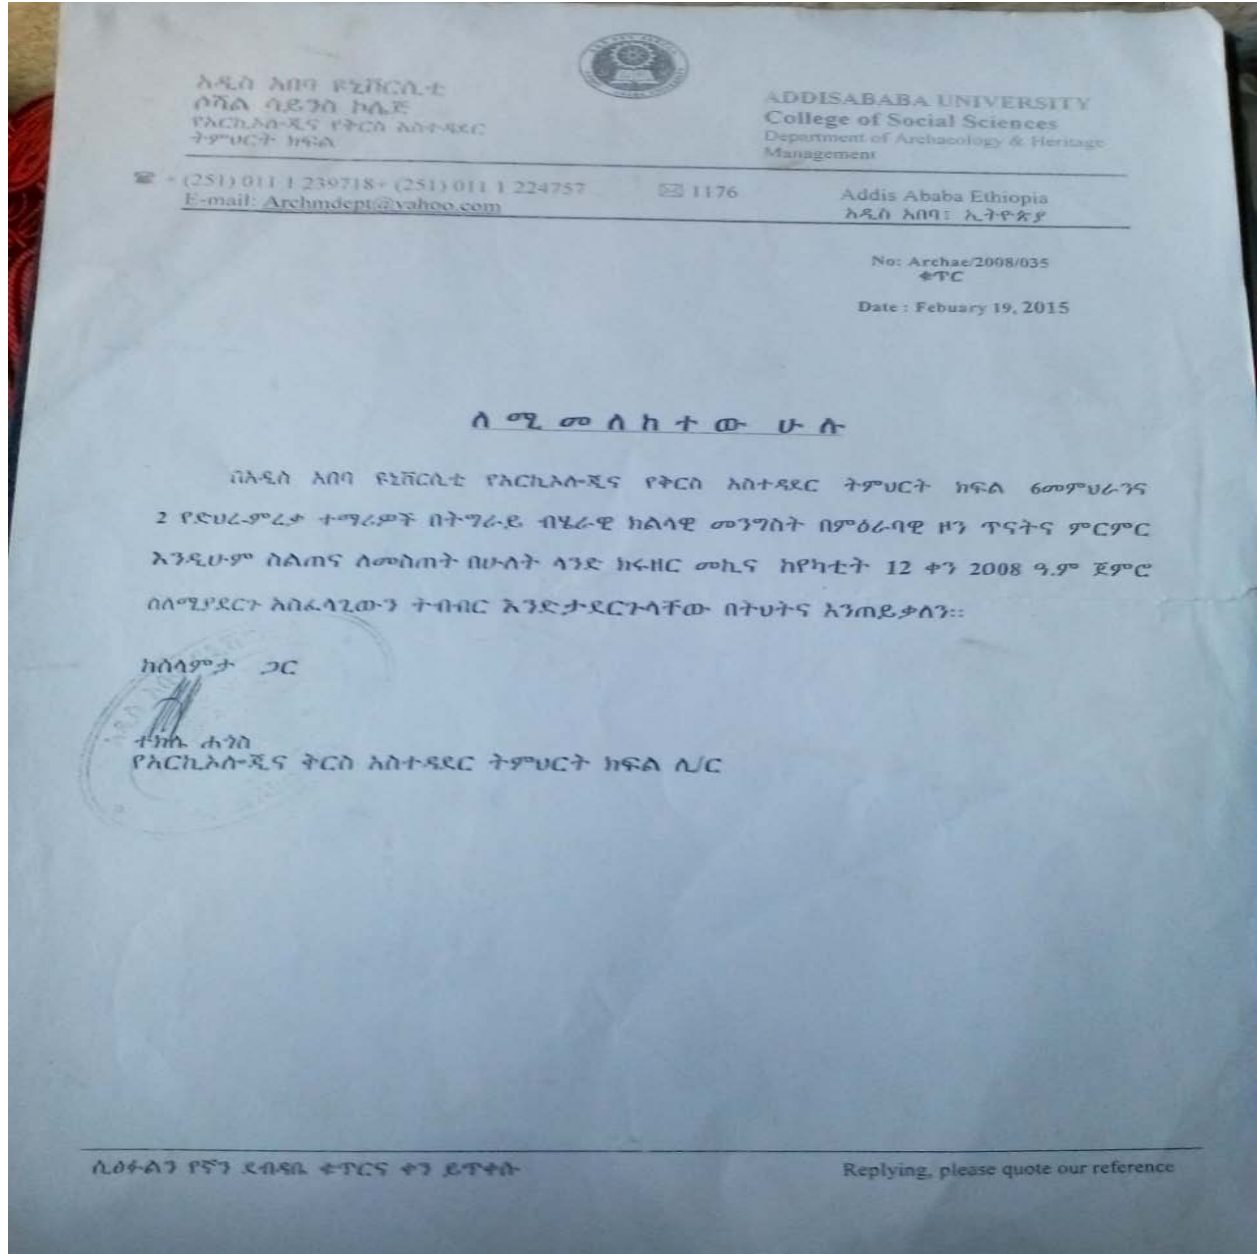 አዲስ አበባ ዩኒቨርሲቲ
ሶሻል ሳይንስ ኮሌጅ
የአርኪኦሎጂና የቅርስ አስተዳደር
ትምህርት ክፍል
ADDISABABA UNIVERSITY
College of Social Sciences
Department of Archaeology & Heritage
Management
+ (251) 011 1 239718+ (251) 011 1 224757
1176
E-mail: Archmdept@yahoo.com
Addis Ababa Ethiopia
አዲስ አበባ፣ ኢትዮጵያ
No: Archae/2008/035
ቁጥር
Date : Febuary 19, 2015
ለሚመለከተው ሁሉ
በአዲስ አበባ ዩኒቨርሲቲ የአርኪኦሎጂና የቅርስ አስተዳደር ትምህርት ክፍል 6መምህራንና
2 የድህረ-ምረቃ ተማሪዎች በትግራይ ብሄራዊ ክልላዊ መንግስት በምዕራባዊ ዞን ጥናትና ምርምር
እንዲሁም ስልጠና ለመስጠት በሁለት ላንድ ክሩዘር መኪና ከየካቲት 12 ቀን 2008 ዓ.ም ጀምሮ
ስለሚያደርጉ አስፈላጊውን ትብብር እንድታደርጉላቸው በትህትና እንጠይቃለን።
ከሰላምታ ጋር
ተክሌ ሐጎስ
የአርኪኦሎጂና ቅርስ አስተዳደር ትምህርት ክፍል ሊ/ር
ሲፅፉልን የኛን ደብዳቤ ቁጥርና ቀን ይጥቀሱ
Replying, please quote our reference